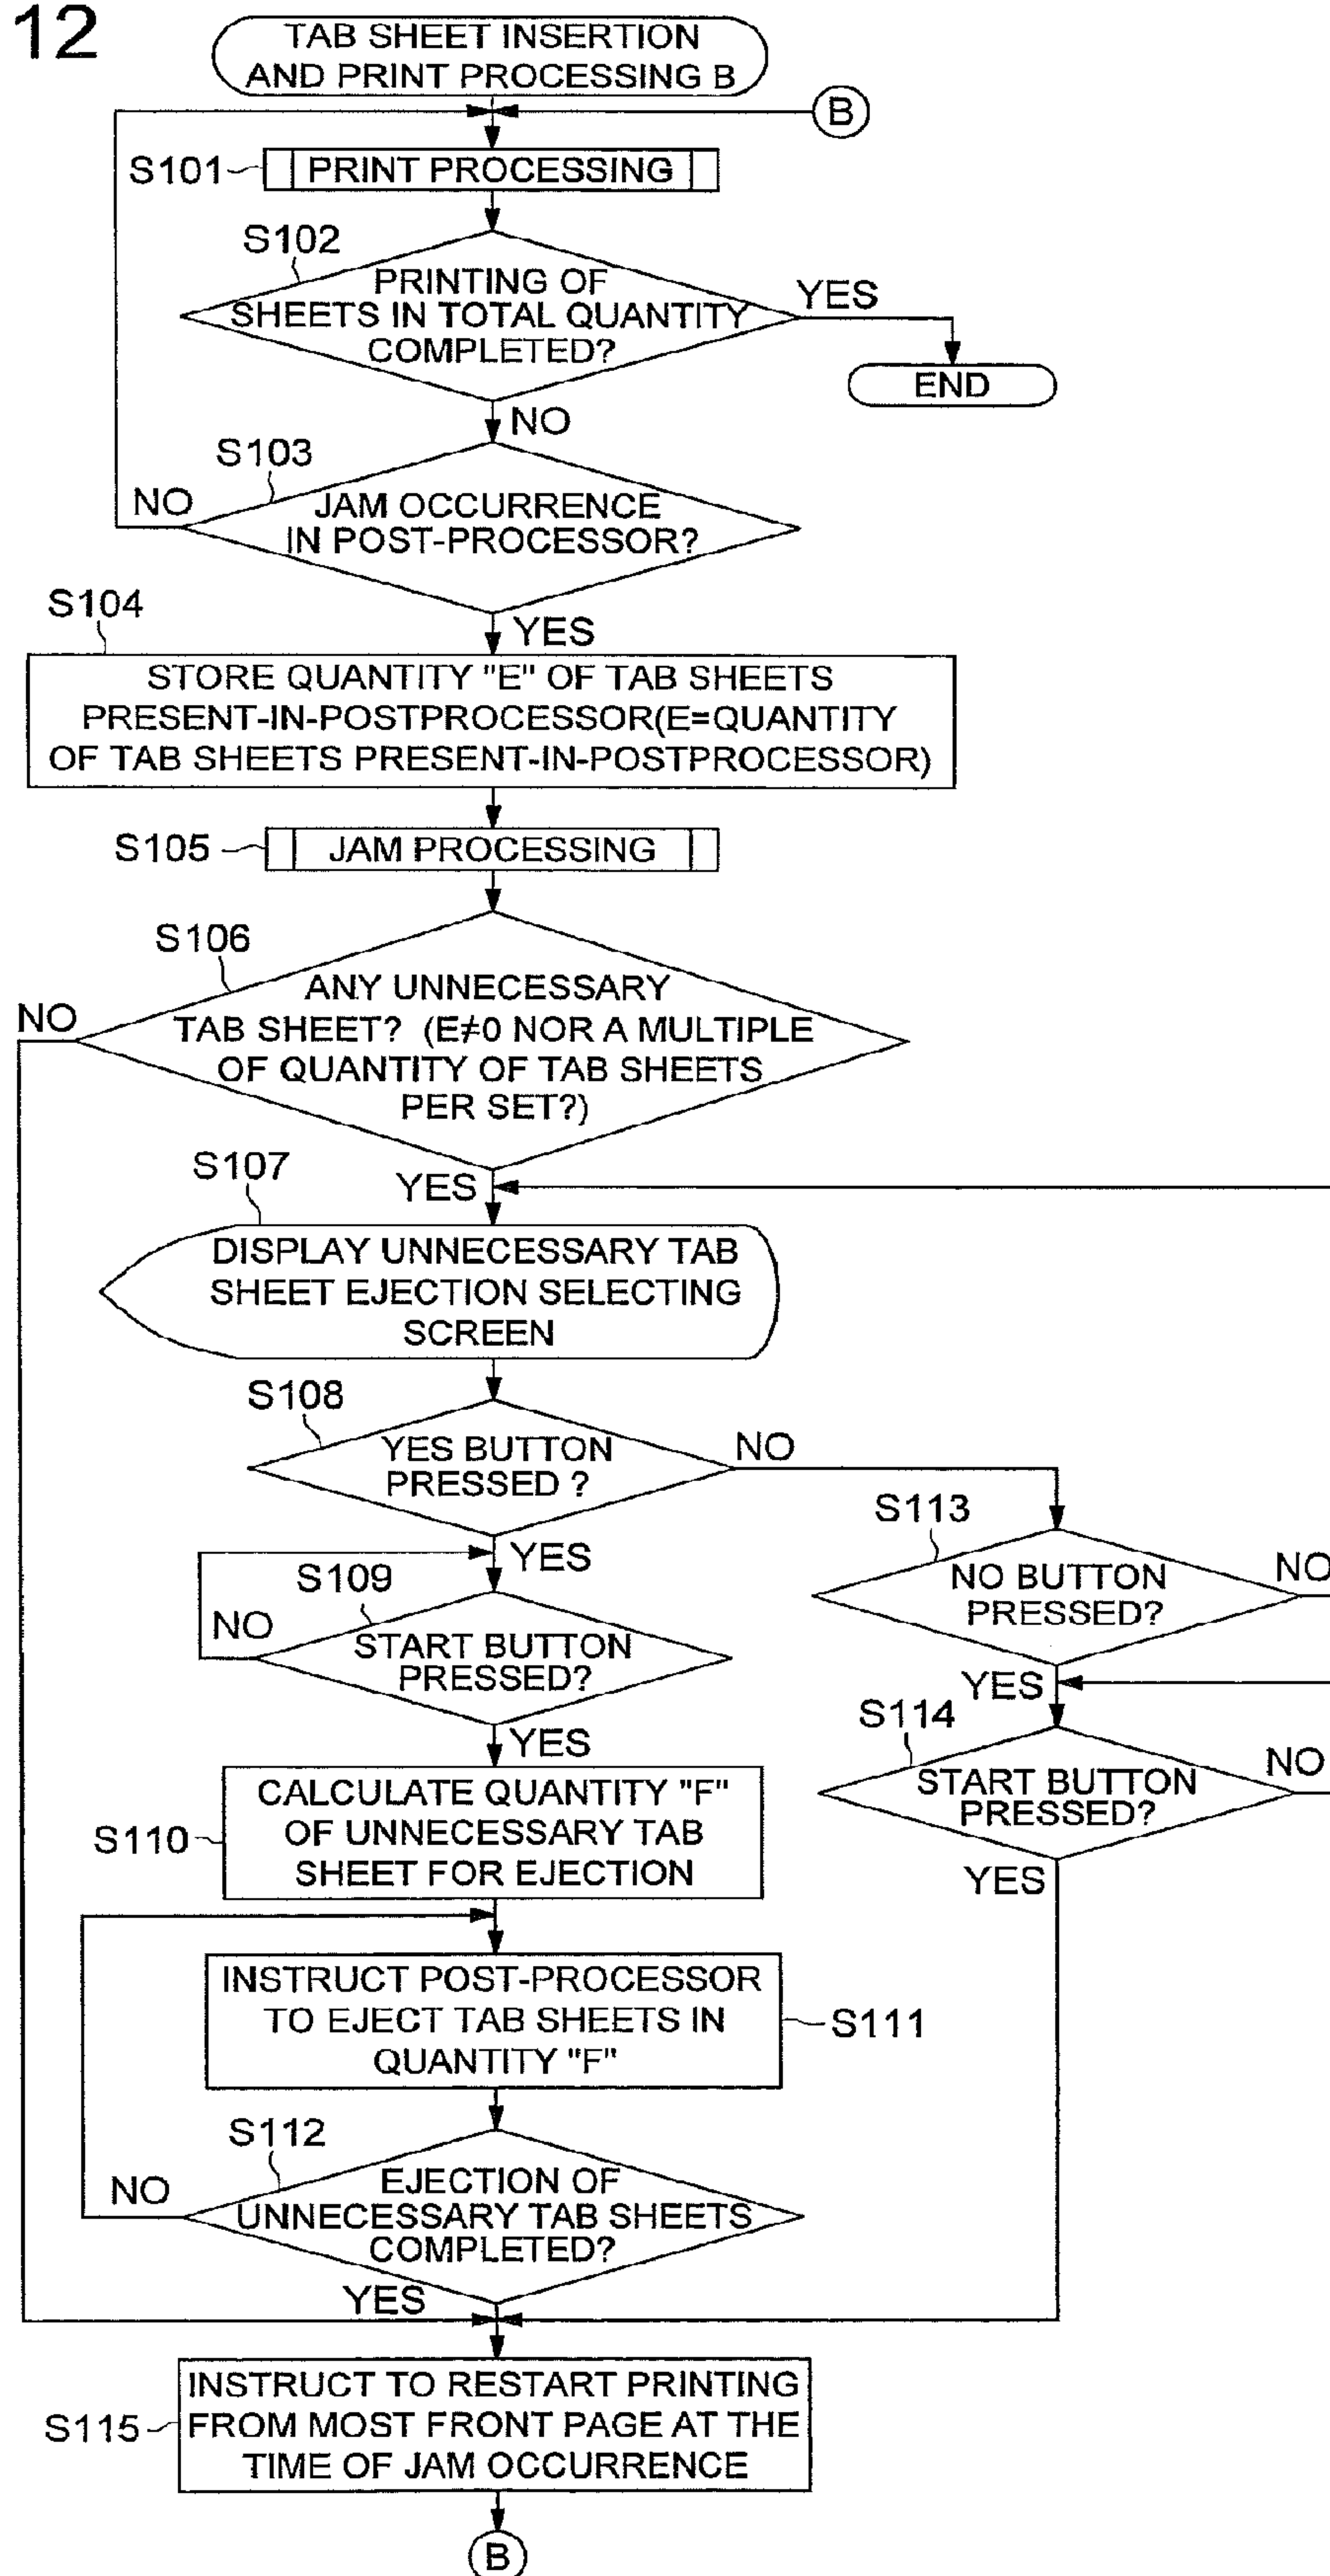 12
TAB SHEET INSERTION
AND PRINT PROCESSING B
B
S101
PRINT PROCESSING
S102
PRINTING OF
SHEETS IN TOTAL QUANTITY
COMPLETED?
YES
END
NO
S103
NO
JAM OCCURRENCE
IN POST-PROCESSOR?
S104
YES
STORE QUANTITY "E" OF TAB SHEETS
PRESENT-IN-POSTPROCESSOR(E=QUANTITY
OF TAB SHEETS PRESENT-IN-POSTPROCESSOR)
S105
JAM PROCESSING
S106
NO
ANY UNNECESSARY
TAB SHEET? (E≠0 NOR A MULTIPLE
OF QUANTITY OF TAB SHEETS
PER SET?)
S107
YES
DISPLAY UNNECESSARY TAB
SHEET EJECTION SELECTING
SCREEN
S108
YES BUTTON
PRESSED ?
NO
S113
YES
NO BUTTON
PRESSED?
NO
S109
NO
START BUTTON
PRESSED?
YES
S114
YES
START BUTTON
PRESSED?
NO
CALCULATE QUANTITY "F"
OF UNNECESSARY TAB
SHEET FOR EJECTION
S110
YES
INSTRUCT POST-PROCESSOR
TO EJECT TAB SHEETS IN
QUANTITY "F"
S111
S112
NO
EJECTION OF
UNNECESSARY TAB SHEETS
COMPLETED?
YES
INSTRUCT TO RESTART PRINTING
FROM MOST FRONT PAGE AT THE
TIME OF JAM OCCURRENCE
S115
B